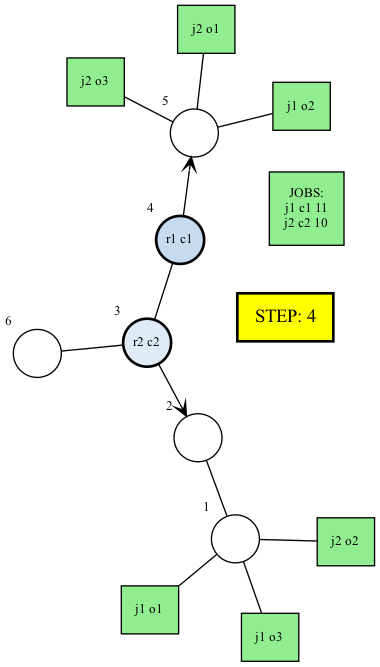 j2 o1
j2 o3
5
j1 o2
JOBS:
j1 c1 11
j2 c2 10
4
r1 c1
STEP: 4
3
6
r2 c2
2
1
j2 o2
j1 o1
j1 o3